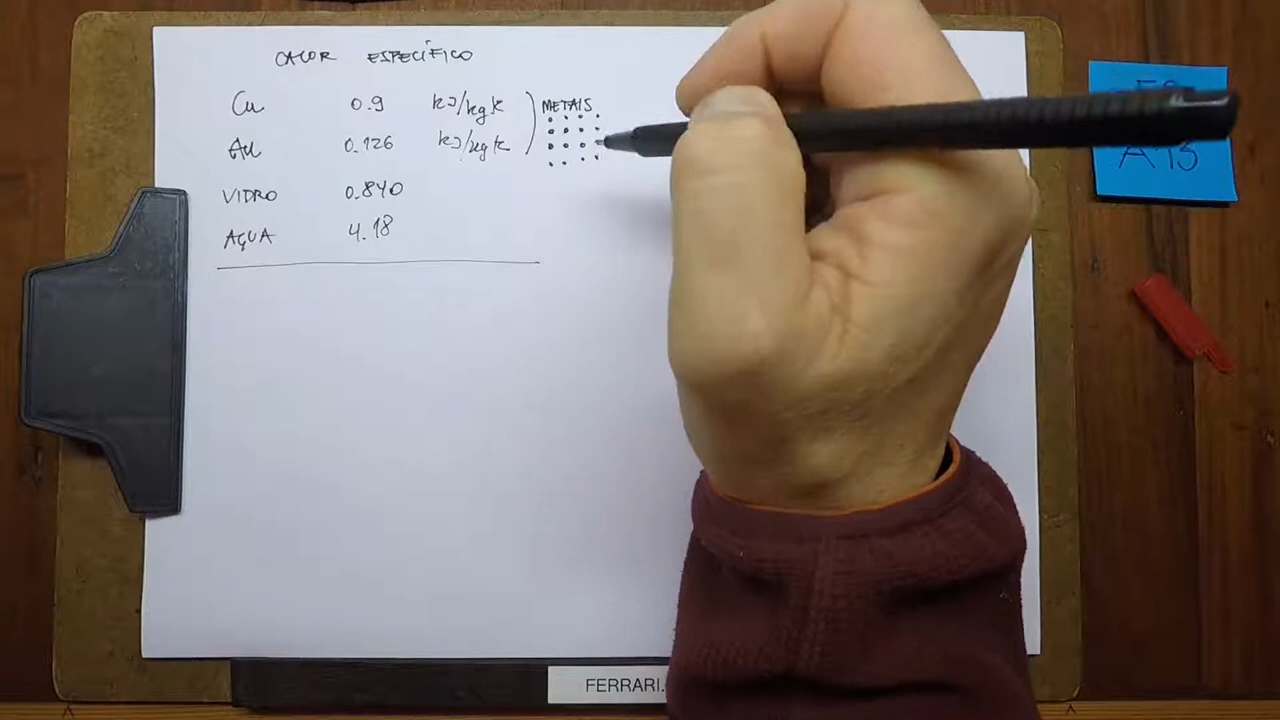 CALOR ESPECÍFICO
Cu 0.9 kJ/kg K
METAIS
Au 0.126 kJ/kg K
VIDRO 0.840
AGUA 4.18
FERRARI.